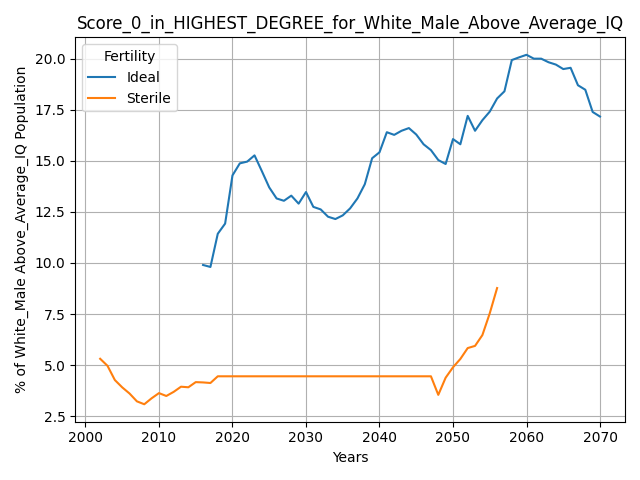 Score_0_in_HIGHEST_DEGREE_for_White_Male_Above_Average_IQ
% of White_Male Above_Average_IQ Population
Fertility
Ideal
Sterile
20.0
17.5
15.0
12.5
10.0
7.5
5.0
2.5
2000 2010 2020 2030 2040 2050 2060 2070
Years